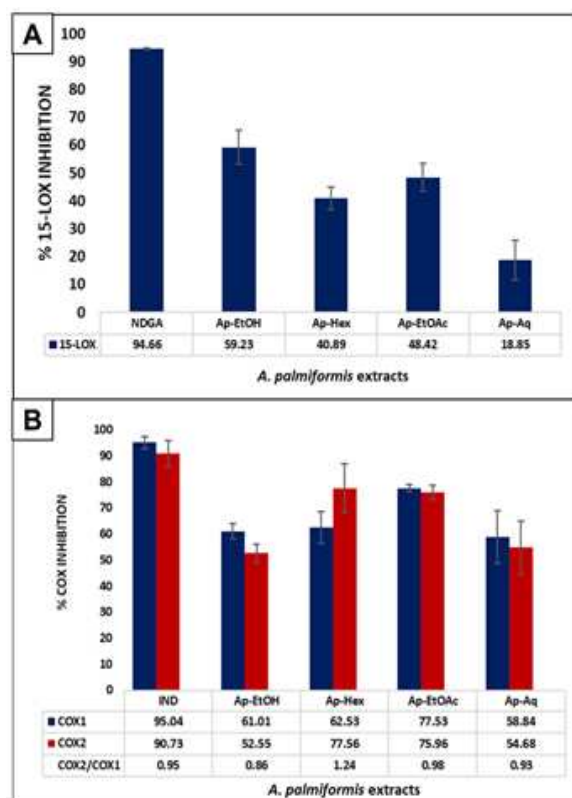 A
% 15-LOX INHIBITION
100
90
80
70
60
50
40
30
20
10
0
NDGA Ap-EtOH Ap-Hex Ap-EtOAc Ap-Aq
15-LOX 94.66 59.23 40.89 48.42 18.85
A. palmiformis extracts
B
% COX INHIBITION
100
90
80
70
60
50
40
30
20
10
0
IND Ap-EtOH Ap-Hex Ap-EtOAc Ap-Aq
COX1 95.04 61.01 62.53 77.53 58.84
COX2 90.73 52.55 77.56 75.96 54.68
COX2/COX1 0.95 0.86 1.24 0.98 0.93
A. palmiformis extracts